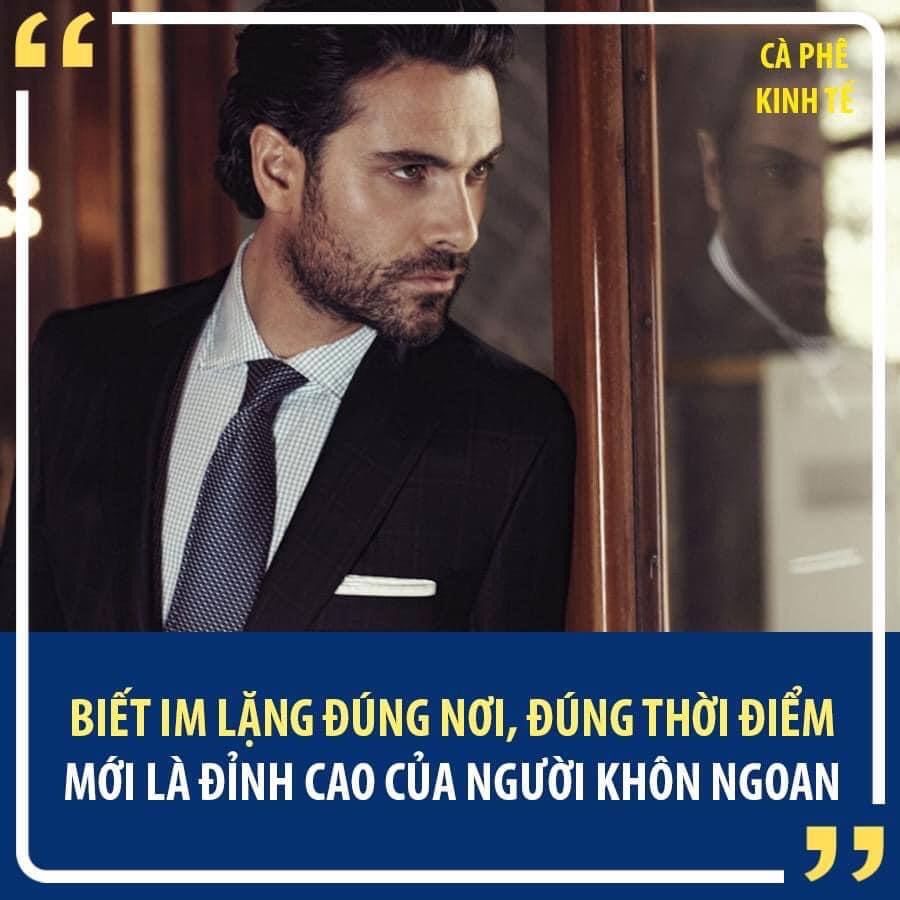 CÀ PHÊ
KINH TẾ
BIẾT IM LẶNG ĐÚNG NƠI, ĐÚNG THỜI ĐIỂM
MỚI LÀ ĐỈNH CAO CỦA NGƯỜI KHÔN NGOAN